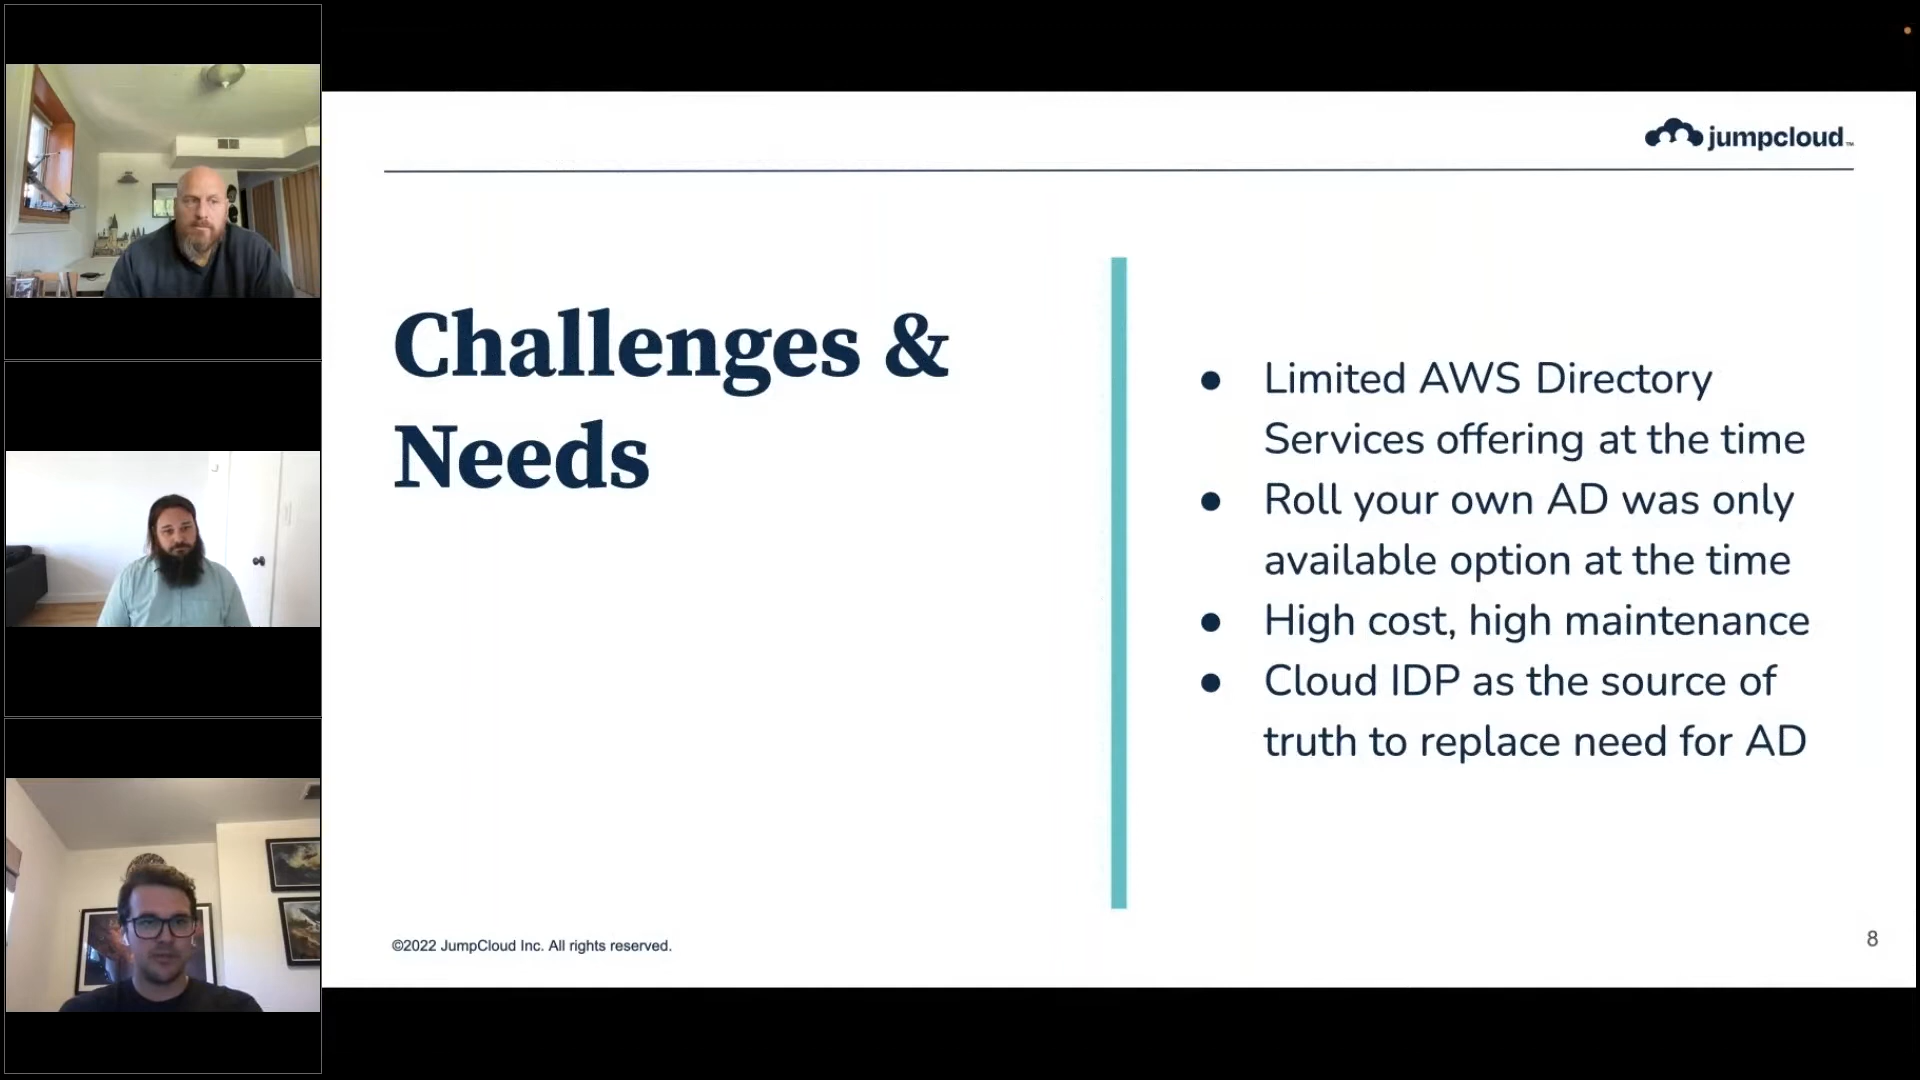 jumpcloud™
Challenges &
Needs
● Limited AWS Directory
Services offering at the time
● Roll your own AD was only
available option at the time
● High cost, high maintenance
● Cloud IDP as the source of
truth to replace need for AD
©2022 JumpCloud Inc. All rights reserved.
8